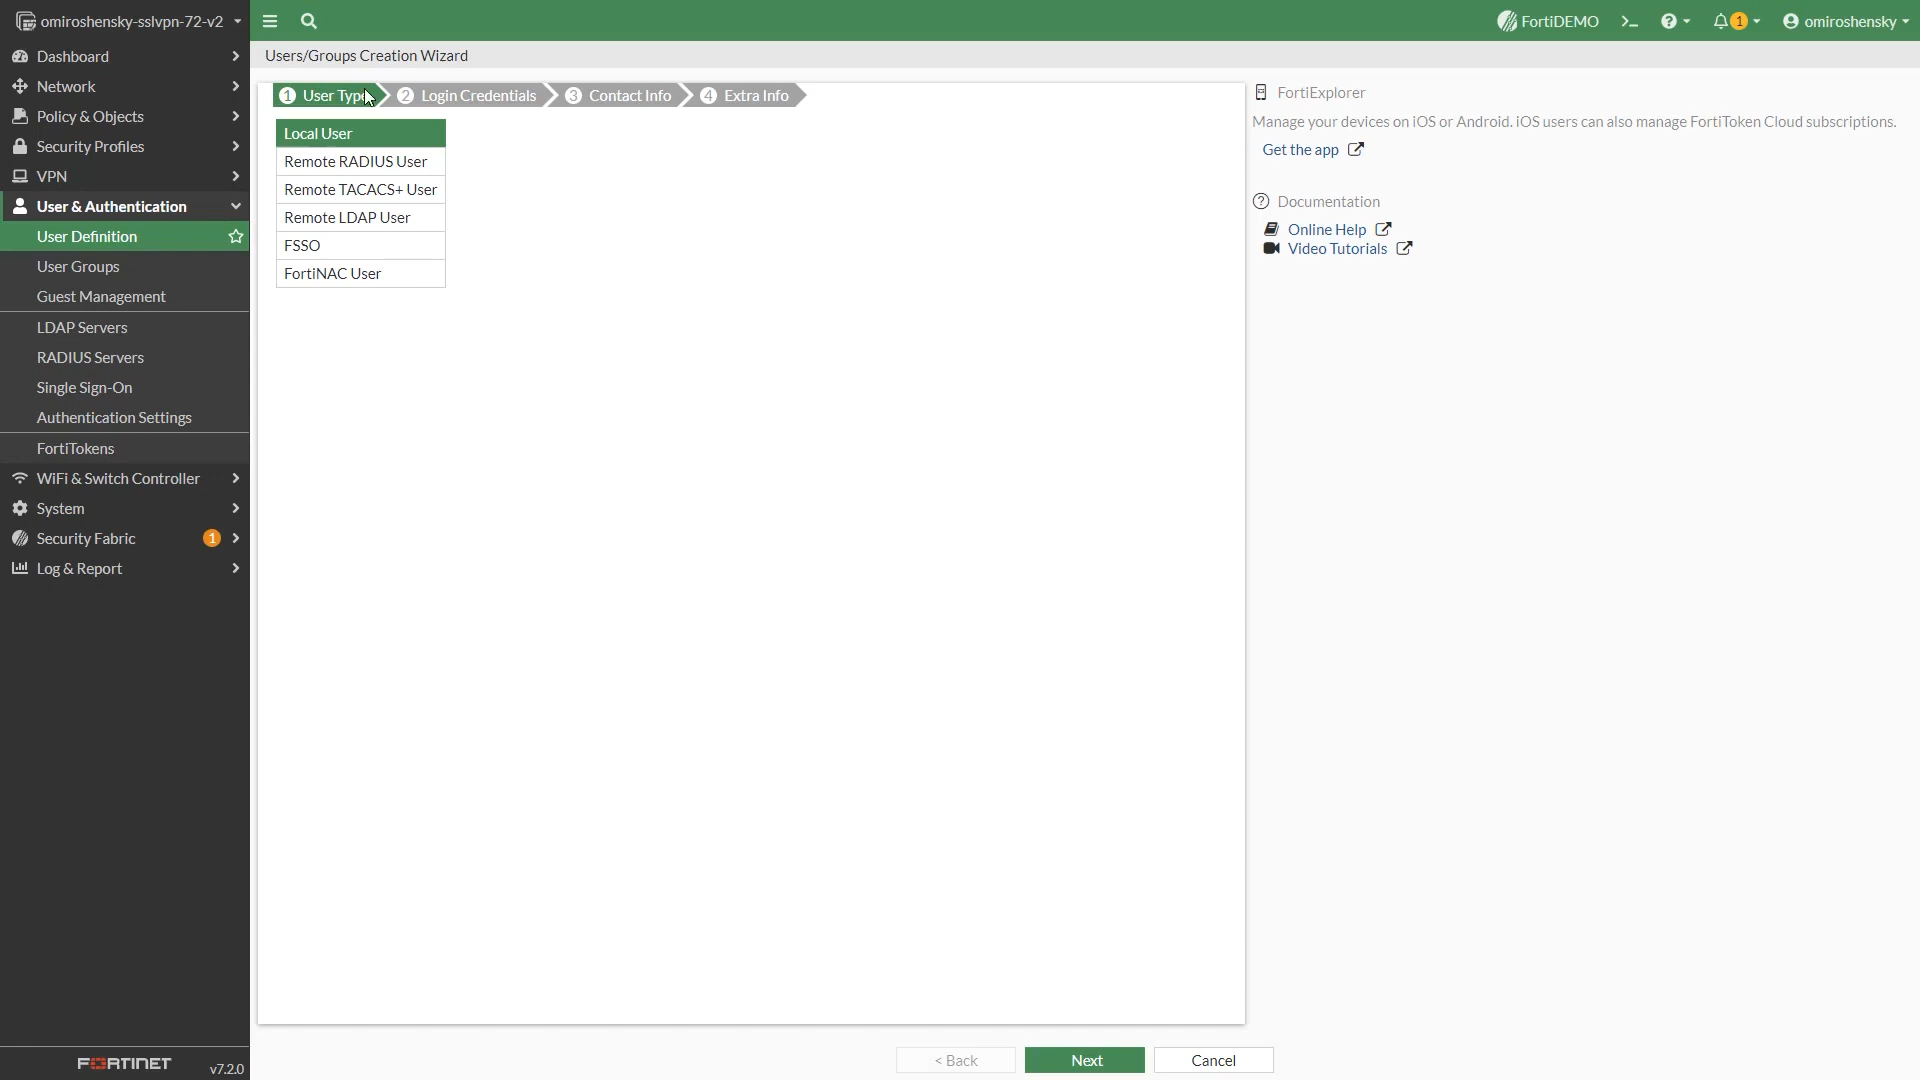 omiroshensky-sslvpn-72-v2
FortiDEMO
1
omiroshensky
Dashboard
Network
Policy & Objects
Security Profiles
VPN
User & Authentication
User Definition
User Groups
Guest Management
LDAP Servers
RADIUS Servers
Single Sign-On
Authentication Settings
FortiTokens
WiFi & Switch Controller
System
Security Fabric 1
Log & Report
FORTINET v7.2.0
Users/Groups Creation Wizard
1 User Type 2 Login Credentials 3 Contact Info 4 Extra Info
Local User
Remote RADIUS User
Remote TACACS+ User
Remote LDAP User
FSSO
FortiNAC User
< Back Next Cancel
FortiExplorer
Manage your devices on iOS or Android. iOS users can also manage FortiToken Cloud subscriptions.
Get the app
Documentation
Online Help
Video Tutorials